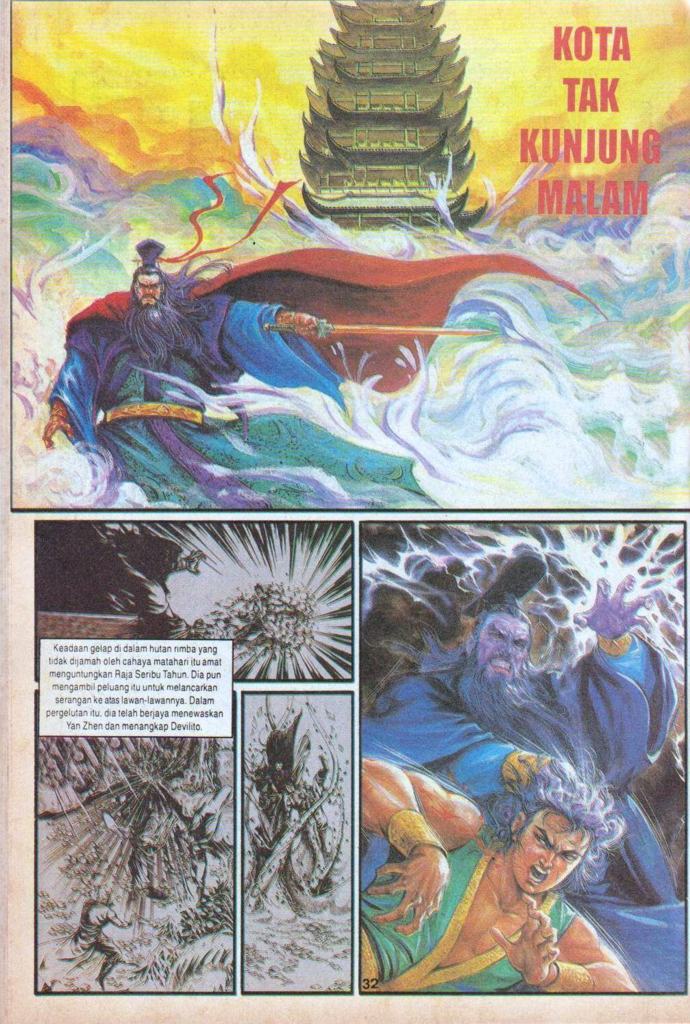 KOTA
TAK
KUNJUNG
MALAM
Keadaan gelap di dalam hutan rimba yang
tidak dijamah oleh cahaya matahari itu amat
menguntungkan Raja Seribu Tahun. Dia pun
mengambil peluang itu untuk melancarkan
serangan ke atas lawan-lawannya. Dalam
pergelutan itu, dia telah berjaya menewaskan
Yan Zhen dan menangkap Devilito.
32